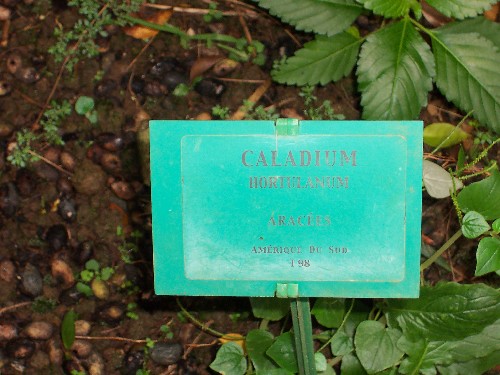 CALADIUM
HORTULANUM
ARACEES
AMÉRIQUE DU SUD
198